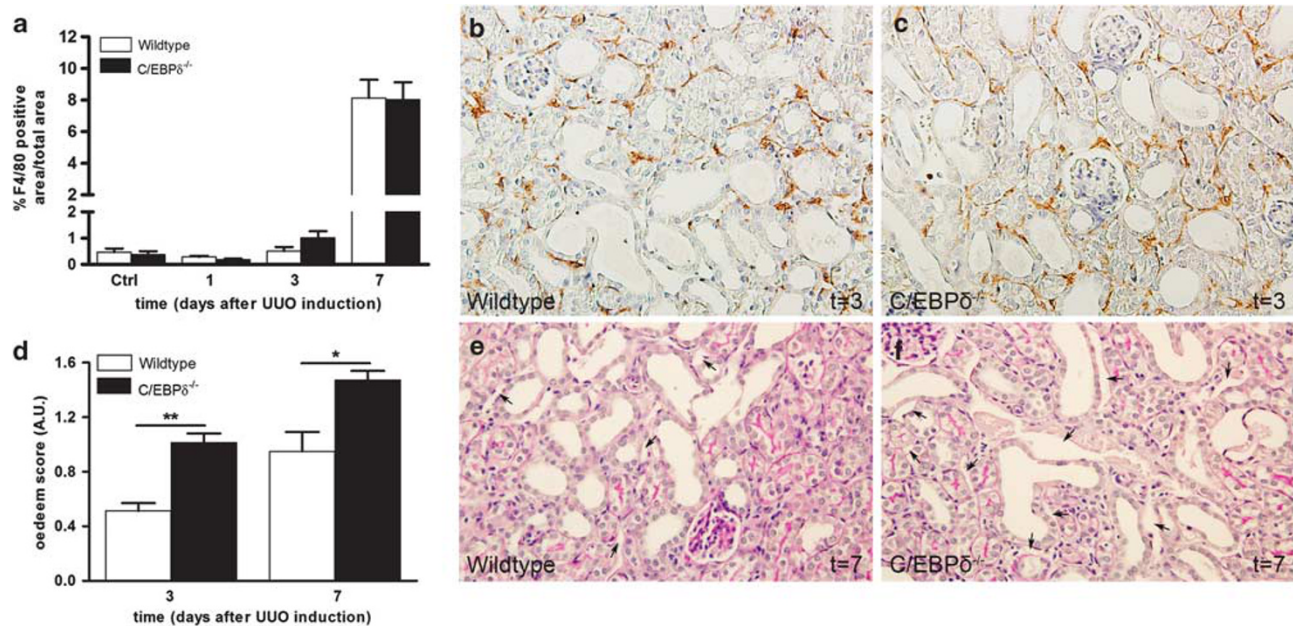 a
12
10
8
6
4
2
2
1
0
% F4/80 positive
area/total area
Wildtype
C/EBPδ-/-
Ctrl 1 3 7
time (days after UUO induction)
b
Wildtype t=3
c
C/EBPδ-/- t=3
d
1.6
1.2
0.8
0.4
0.0
oedeem score (A.U.)
Wildtype
C/EBPδ-/-
**
*
3 7
time (days after UUO induction)
e
Wildtype t=7
f
C/EBPδ-/- t=7